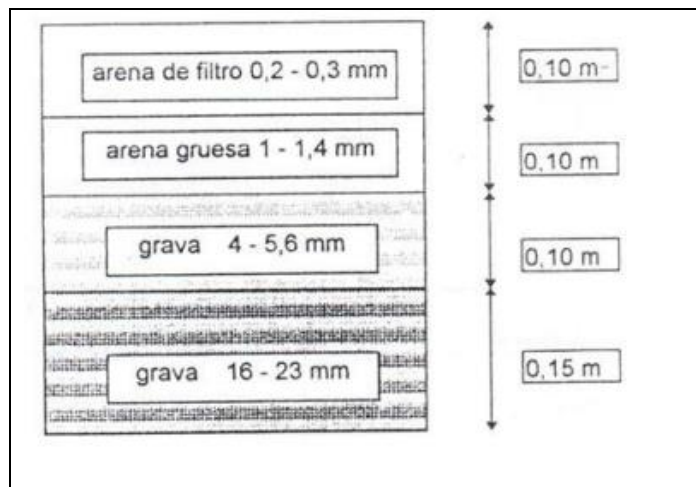 arena de filtro 0,2 - 0,3 mm
0,10 m
arena gruesa 1 - 1,4 mm
0,10 m
grava 4 - 5,6 mm
0,10 m
grava 16 - 23 mm
0,15 m